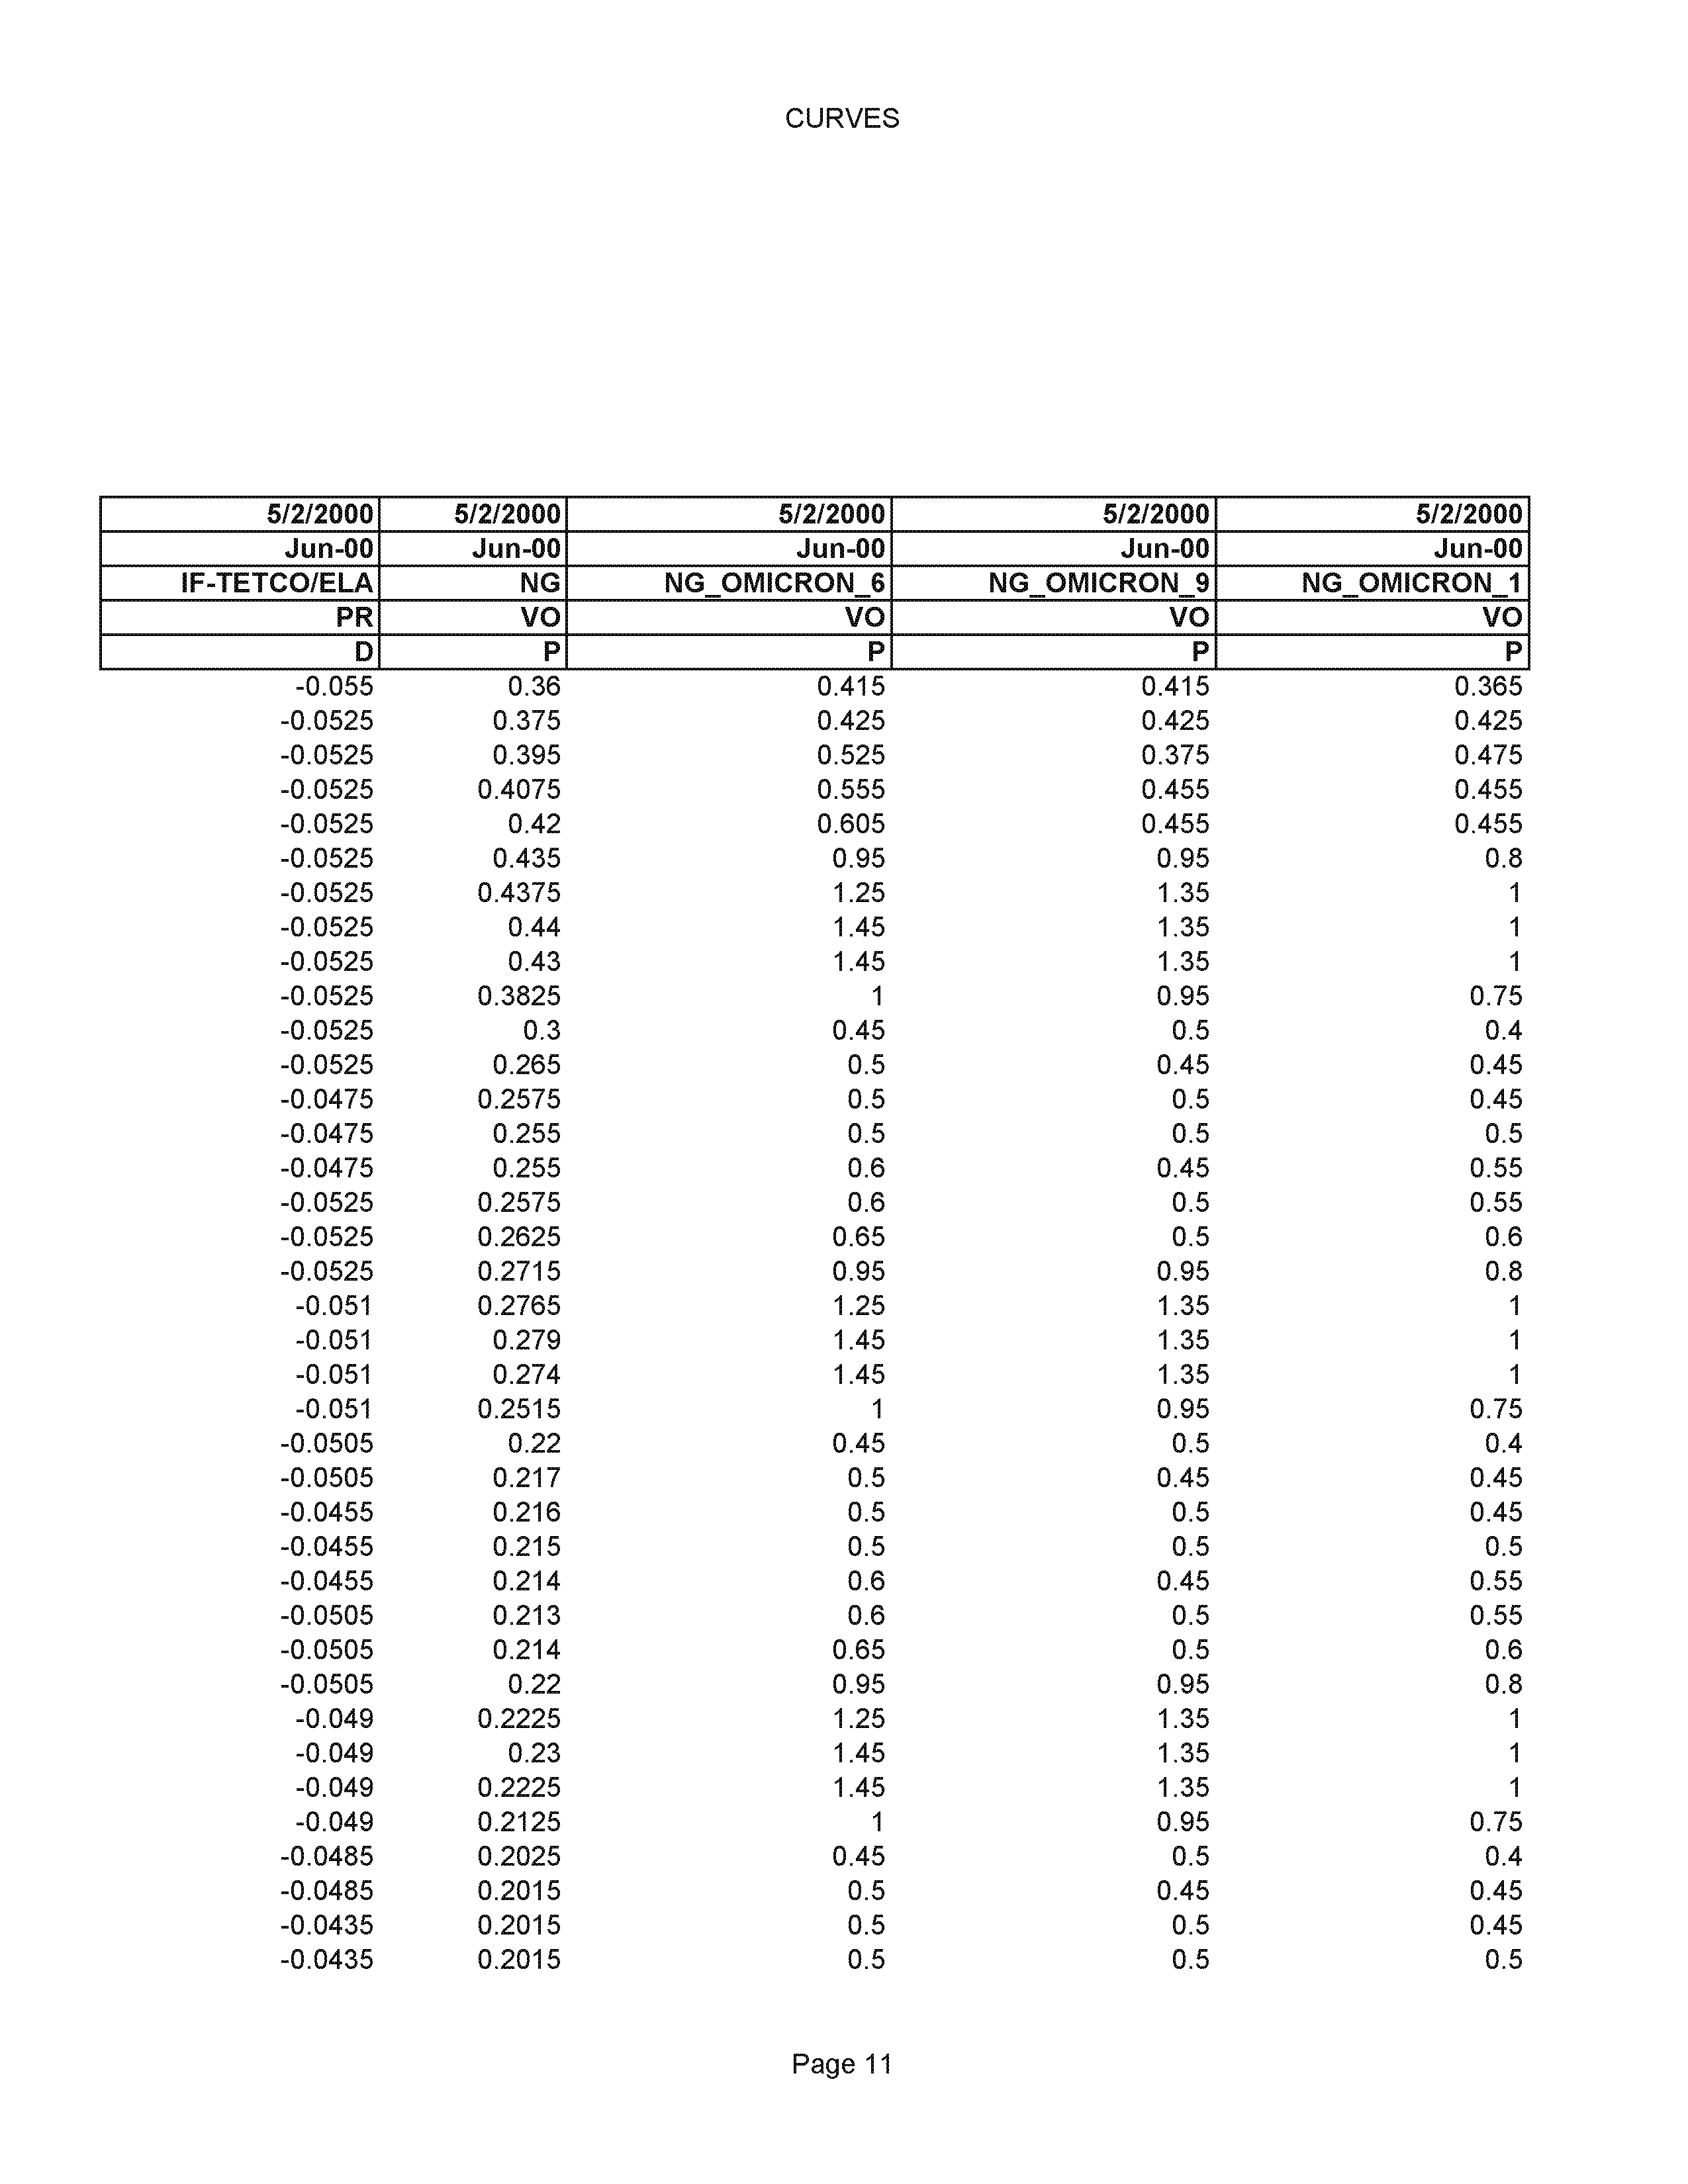 CURVES
5/2/2000 5/2/2000 5/2/2000 5/2/2000 5/2/2000
Jun-00 Jun-00 Jun-00 Jun-00 Jun-00
IF-TETCO/ELA NG NG_OMICRON_6 NG_OMICRON_9 NG_OMICRON_1
PR VO VO VO VO
D P P P P
-0.055 0.36 0.415 0.415 0.365
-0.0525 0.375 0.425 0.425 0.425
-0.0525 0.395 0.525 0.375 0.475
-0.0525 0.4075 0.555 0.455 0.455
-0.0525 0.42 0.605 0.455 0.455
-0.0525 0.435 0.95 0.95 0.8
-0.0525 0.4375 1.25 1.35 1
-0.0525 0.44 1.45 1.35 1
-0.0525 0.43 1.45 1.35 1
-0.0525 0.3825 1 0.95 0.75
-0.0525 0.3 0.45 0.5 0.4
-0.0525 0.265 0.5 0.45 0.45
-0.0475 0.2575 0.5 0.5 0.45
-0.0475 0.255 0.5 0.5 0.5
-0.0475 0.255 0.6 0.45 0.55
-0.0525 0.2575 0.6 0.5 0.55
-0.0525 0.2625 0.65 0.5 0.6
-0.0525 0.2715 0.95 0.95 0.8
-0.051 0.2765 1.25 1.35 1
-0.051 0.279 1.45 1.35 1
-0.051 0.274 1.45 1.35 1
-0.051 0.2515 1 0.95 0.75
-0.0505 0.22 0.45 0.5 0.4
-0.0505 0.217 0.5 0.45 0.45
-0.0455 0.216 0.5 0.5 0.45
-0.0455 0.215 0.5 0.5 0.5
-0.0455 0.214 0.6 0.45 0.55
-0.0505 0.213 0.6 0.5 0.55
-0.0505 0.214 0.65 0.5 0.6
-0.0505 0.22 0.95 0.95 0.8
-0.049 0.2225 1.25 1.35 1
-0.049 0.23 1.45 1.35 1
-0.049 0.2225 1.45 1.35 1
-0.049 0.2125 1 0.95 0.75
-0.0485 0.2025 0.45 0.5 0.4
-0.0485 0.2015 0.5 0.45 0.45
-0.0435 0.2015 0.5 0.5 0.45
-0.0435 0.2015 0.5 0.5 0.5
Page 11